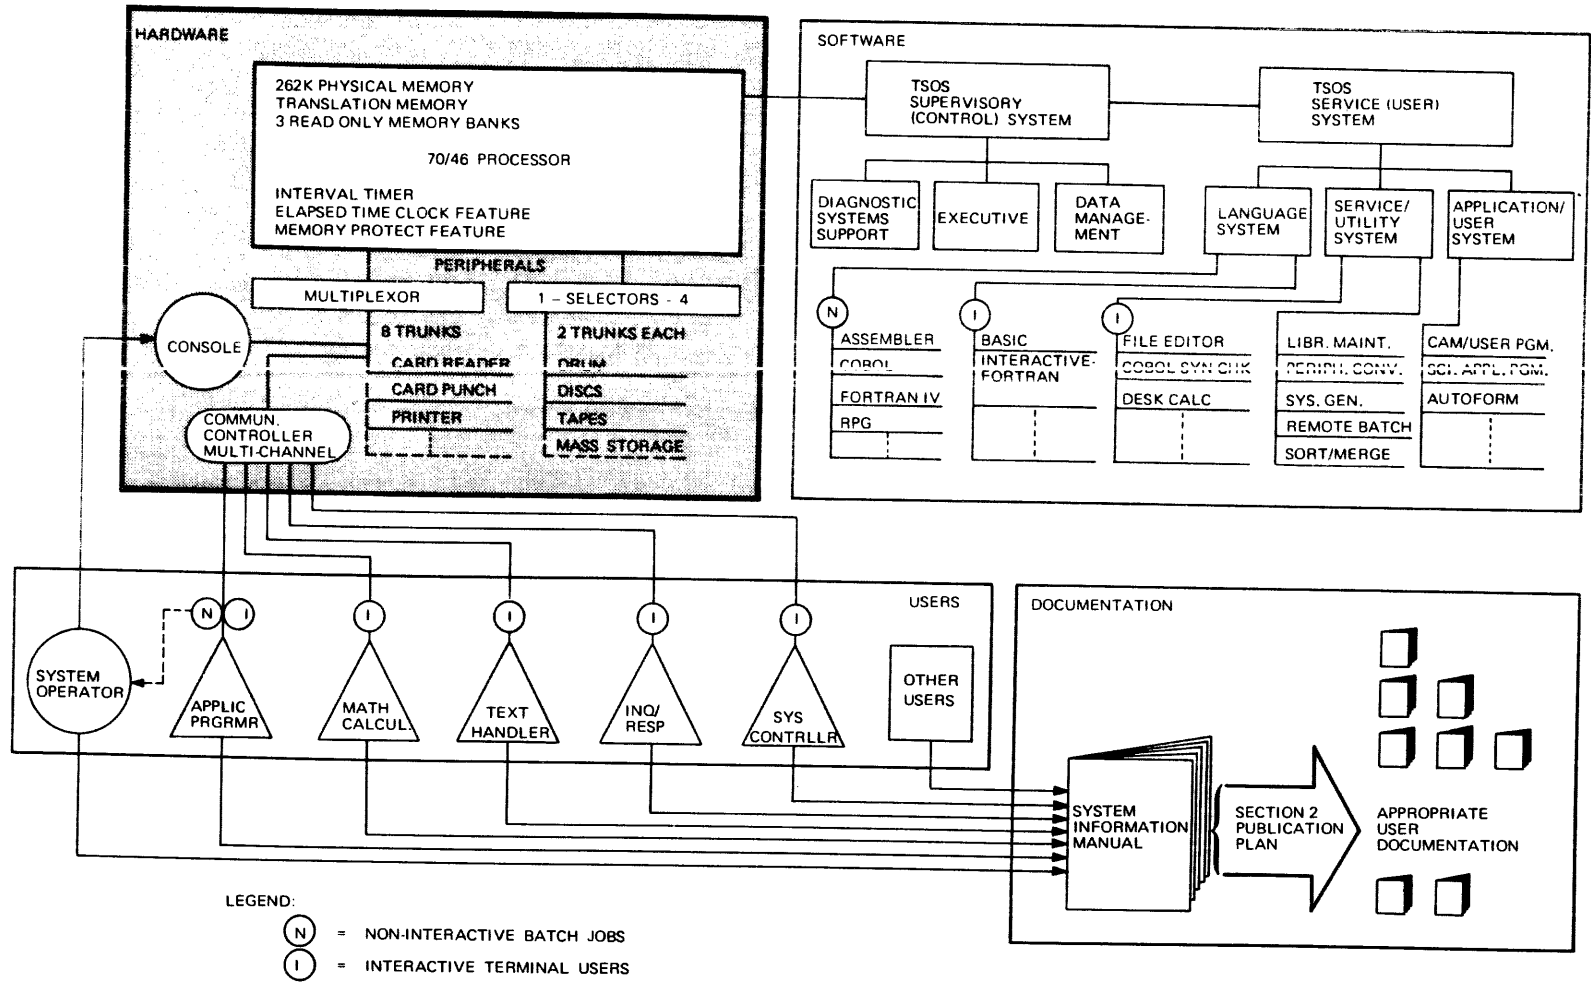 HARDWARE
262K PHYSICAL MEMORY
TRANSLATION MEMORY
3 READ ONLY MEMORY BANKS
70/46 PROCESSOR
INTERVAL TIMER
ELAPSED TIME CLOCK FEATURE
MEMORY PROTECT FEATURE
PERIPHERALS
MULTIPLEXOR
1 – SELECTORS - 4
CONSOLE
8 TRUNKS
CARD READER
CARD PUNCH
PRINTER
2 TRUNKS EACH
DRUM
DISCS
TAPES
MASS STORAGE
COMMUN.
CONTROLLER
MULTI-CHANNEL
SOFTWARE
TSOS
SUPERVISORY
(CONTROL) SYSTEM
TSOS
SERVICE (USER)
SYSTEM
DIAGNOSTIC
SYSTEMS
SUPPORT
EXECUTIVE
DATA
MANAGE-
MENT
LANGUAGE
SYSTEM
SERVICE/
UTILITY
SYSTEM
APPLICATION/
USER
SYSTEM
N
ASSEMBLER
COBOL
FORTRAN IV
RPG
I
BASIC
INTERACTIVE-
FORTRAN
I
FILE EDITOR
COBOL SYN CHK
DESK CALC
LIBR. MAINT.
PERIPH. CONV.
SYS. GEN.
REMOTE BATCH
SORT/MERGE
CAM/USER PGM.
SCI. APPL. PGM.
AUTOFORM
USERS
SYSTEM
OPERATOR
N I
APPLIC
PRGRMR
I
MATH
CALCUL.
I
TEXT
HANDLER
I
INQ/
RESP
I
SYS
CONTRLLR
OTHER
USERS
DOCUMENTATION
SYSTEM
INFORMATION
MANUAL
SECTION 2
PUBLICATION
PLAN
APPROPRIATE
USER
DOCUMENTATION
LEGEND:
N = NON-INTERACTIVE BATCH JOBS
I = INTERACTIVE TERMINAL USERS